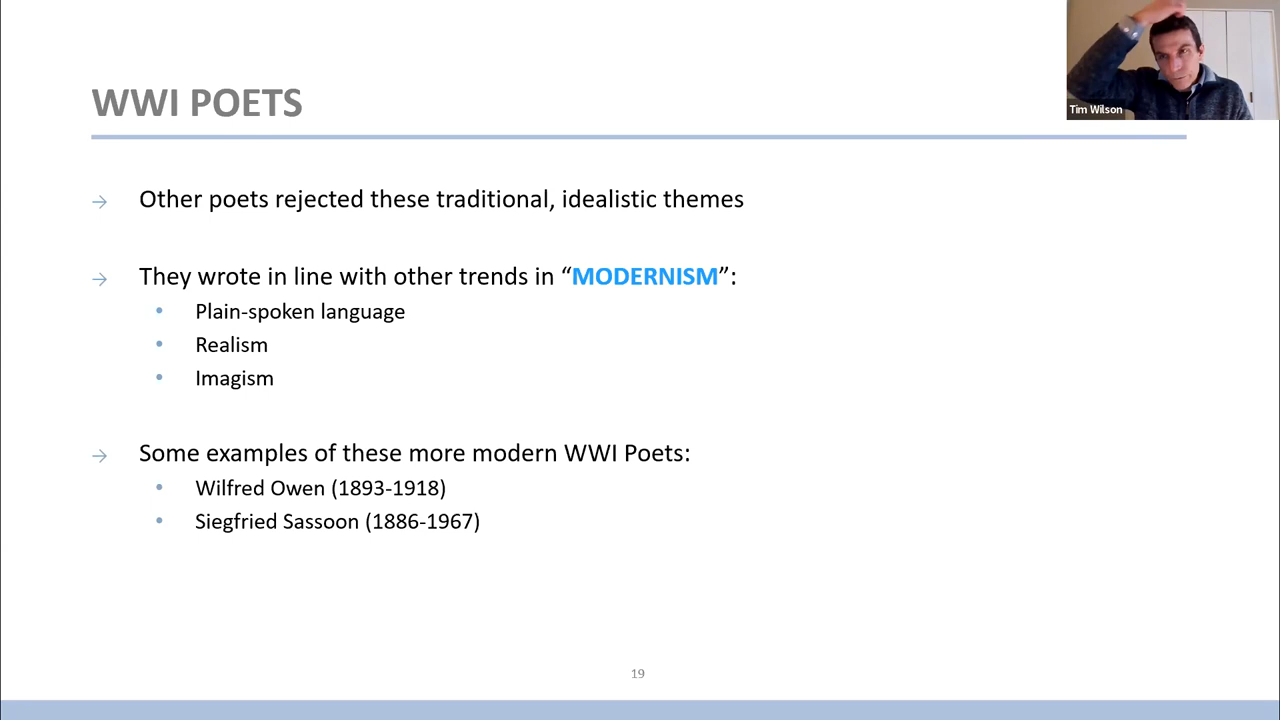 WWI POETS
Tim Wilson
→ Other poets rejected these traditional, idealistic themes
→ They wrote in line with other trends in “MODERNISM”:
• Plain-spoken language
• Realism
• Imagism
→ Some examples of these more modern WWI Poets:
• Wilfred Owen (1893-1918)
• Siegfried Sassoon (1886-1967)
19